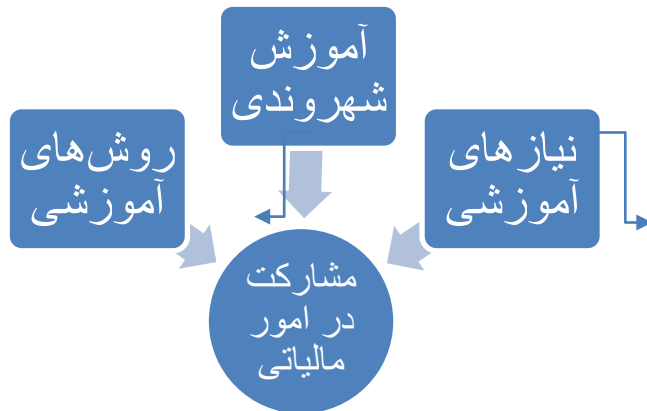 آموزش
شهروندی
نیازهای
آموزشی
روش‌های
آموزشی
مشارکت
در امور
مالیاتی